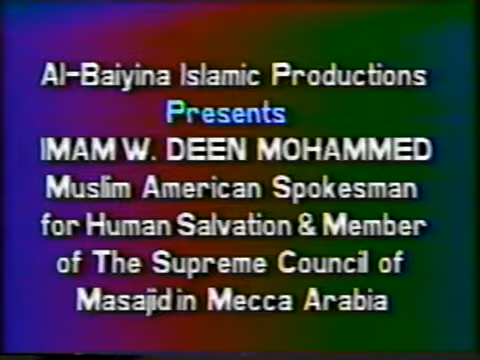 Al-Baiyina Islamic Productions
Presents
IMAM W. DEEN MOHAMMED
Muslim American Spokesman
for Human Salvation & Member
of The Supreme Council of
Masajid in Mecca Arabia